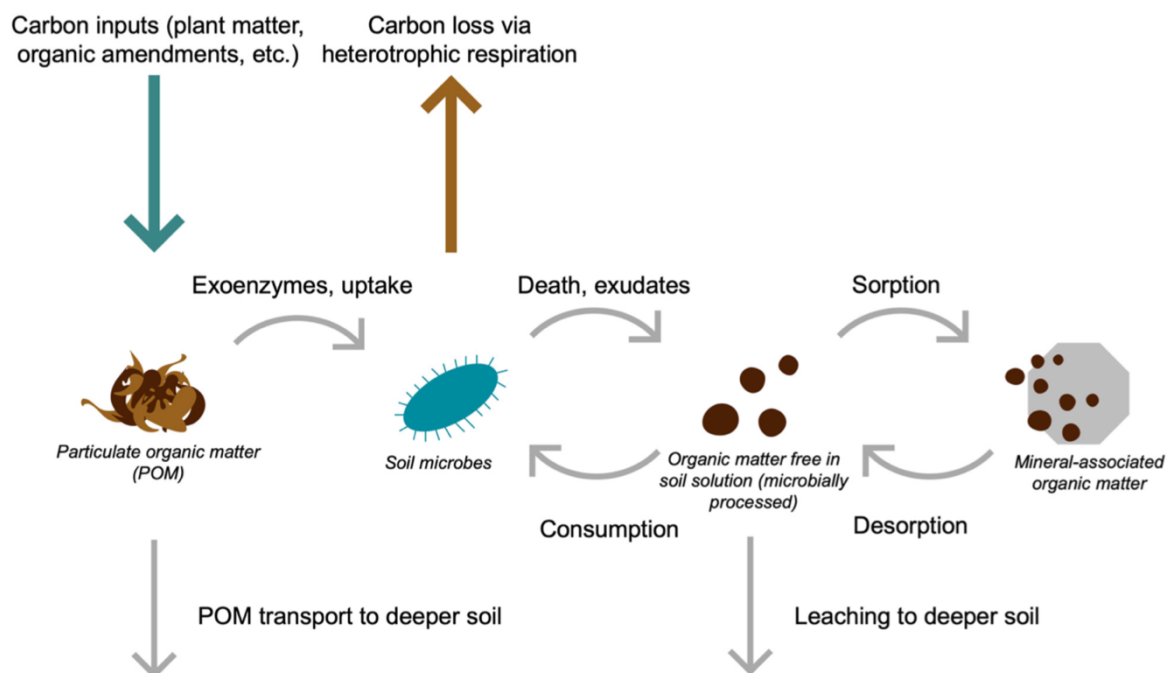 Carbon inputs (plant matter,
organic amendments, etc.)
Carbon loss via
heterotrophic respiration
Exoenzymes, uptake
Death, exudates
Sorption
Particulate organic matter
(POM)
Soil microbes
Organic matter free in
soil solution (microbially
processed)
Mineral-associated
organic matter
Consumption
Desorption
POM transport to deeper soil
Leaching to deeper soil